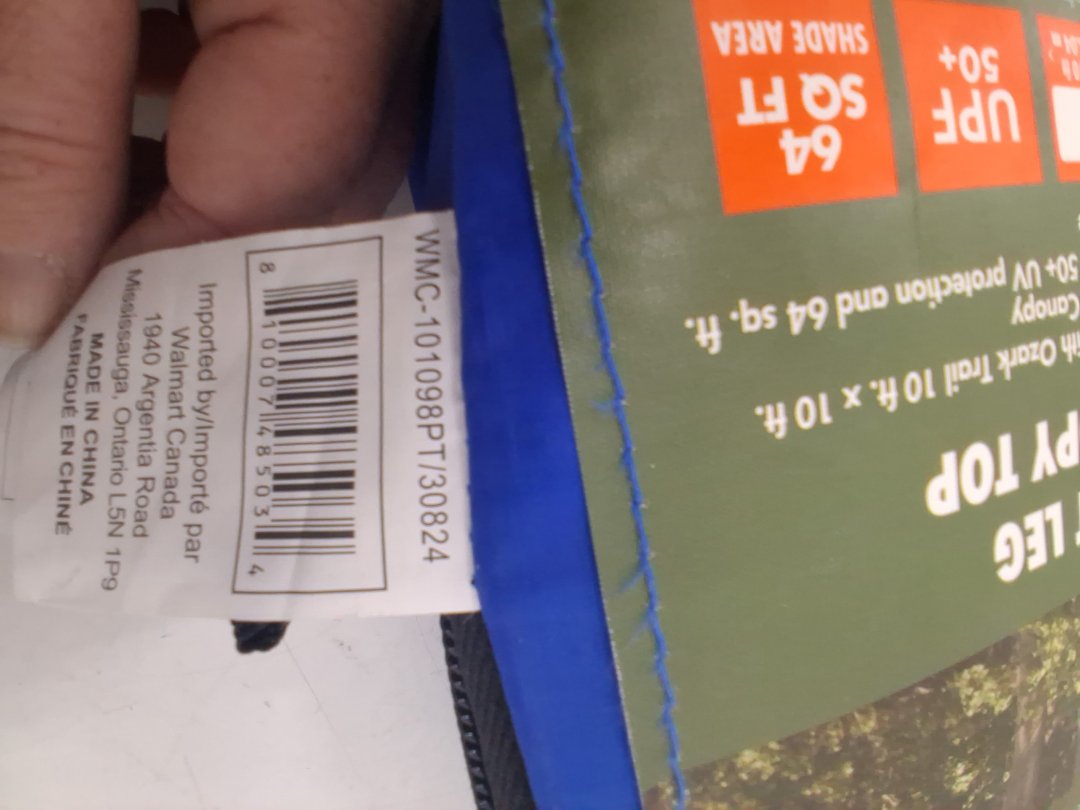 WMC-101098PT/30824
8 10007 48503 4
Imported by/Importé par
Walmart Canada
1940 Argentia Road
Mississauga, Ontario L5N 1P9
MADE IN CHINA
FABRIQUÉ EN CHINE
LEG
PY TOP
Ozark Trail 10 ft. x 10 ft.
Canopy
50+ UV protection and 64 sq. ft.
UPF
50+
64
SQ FT
SHADE AREA